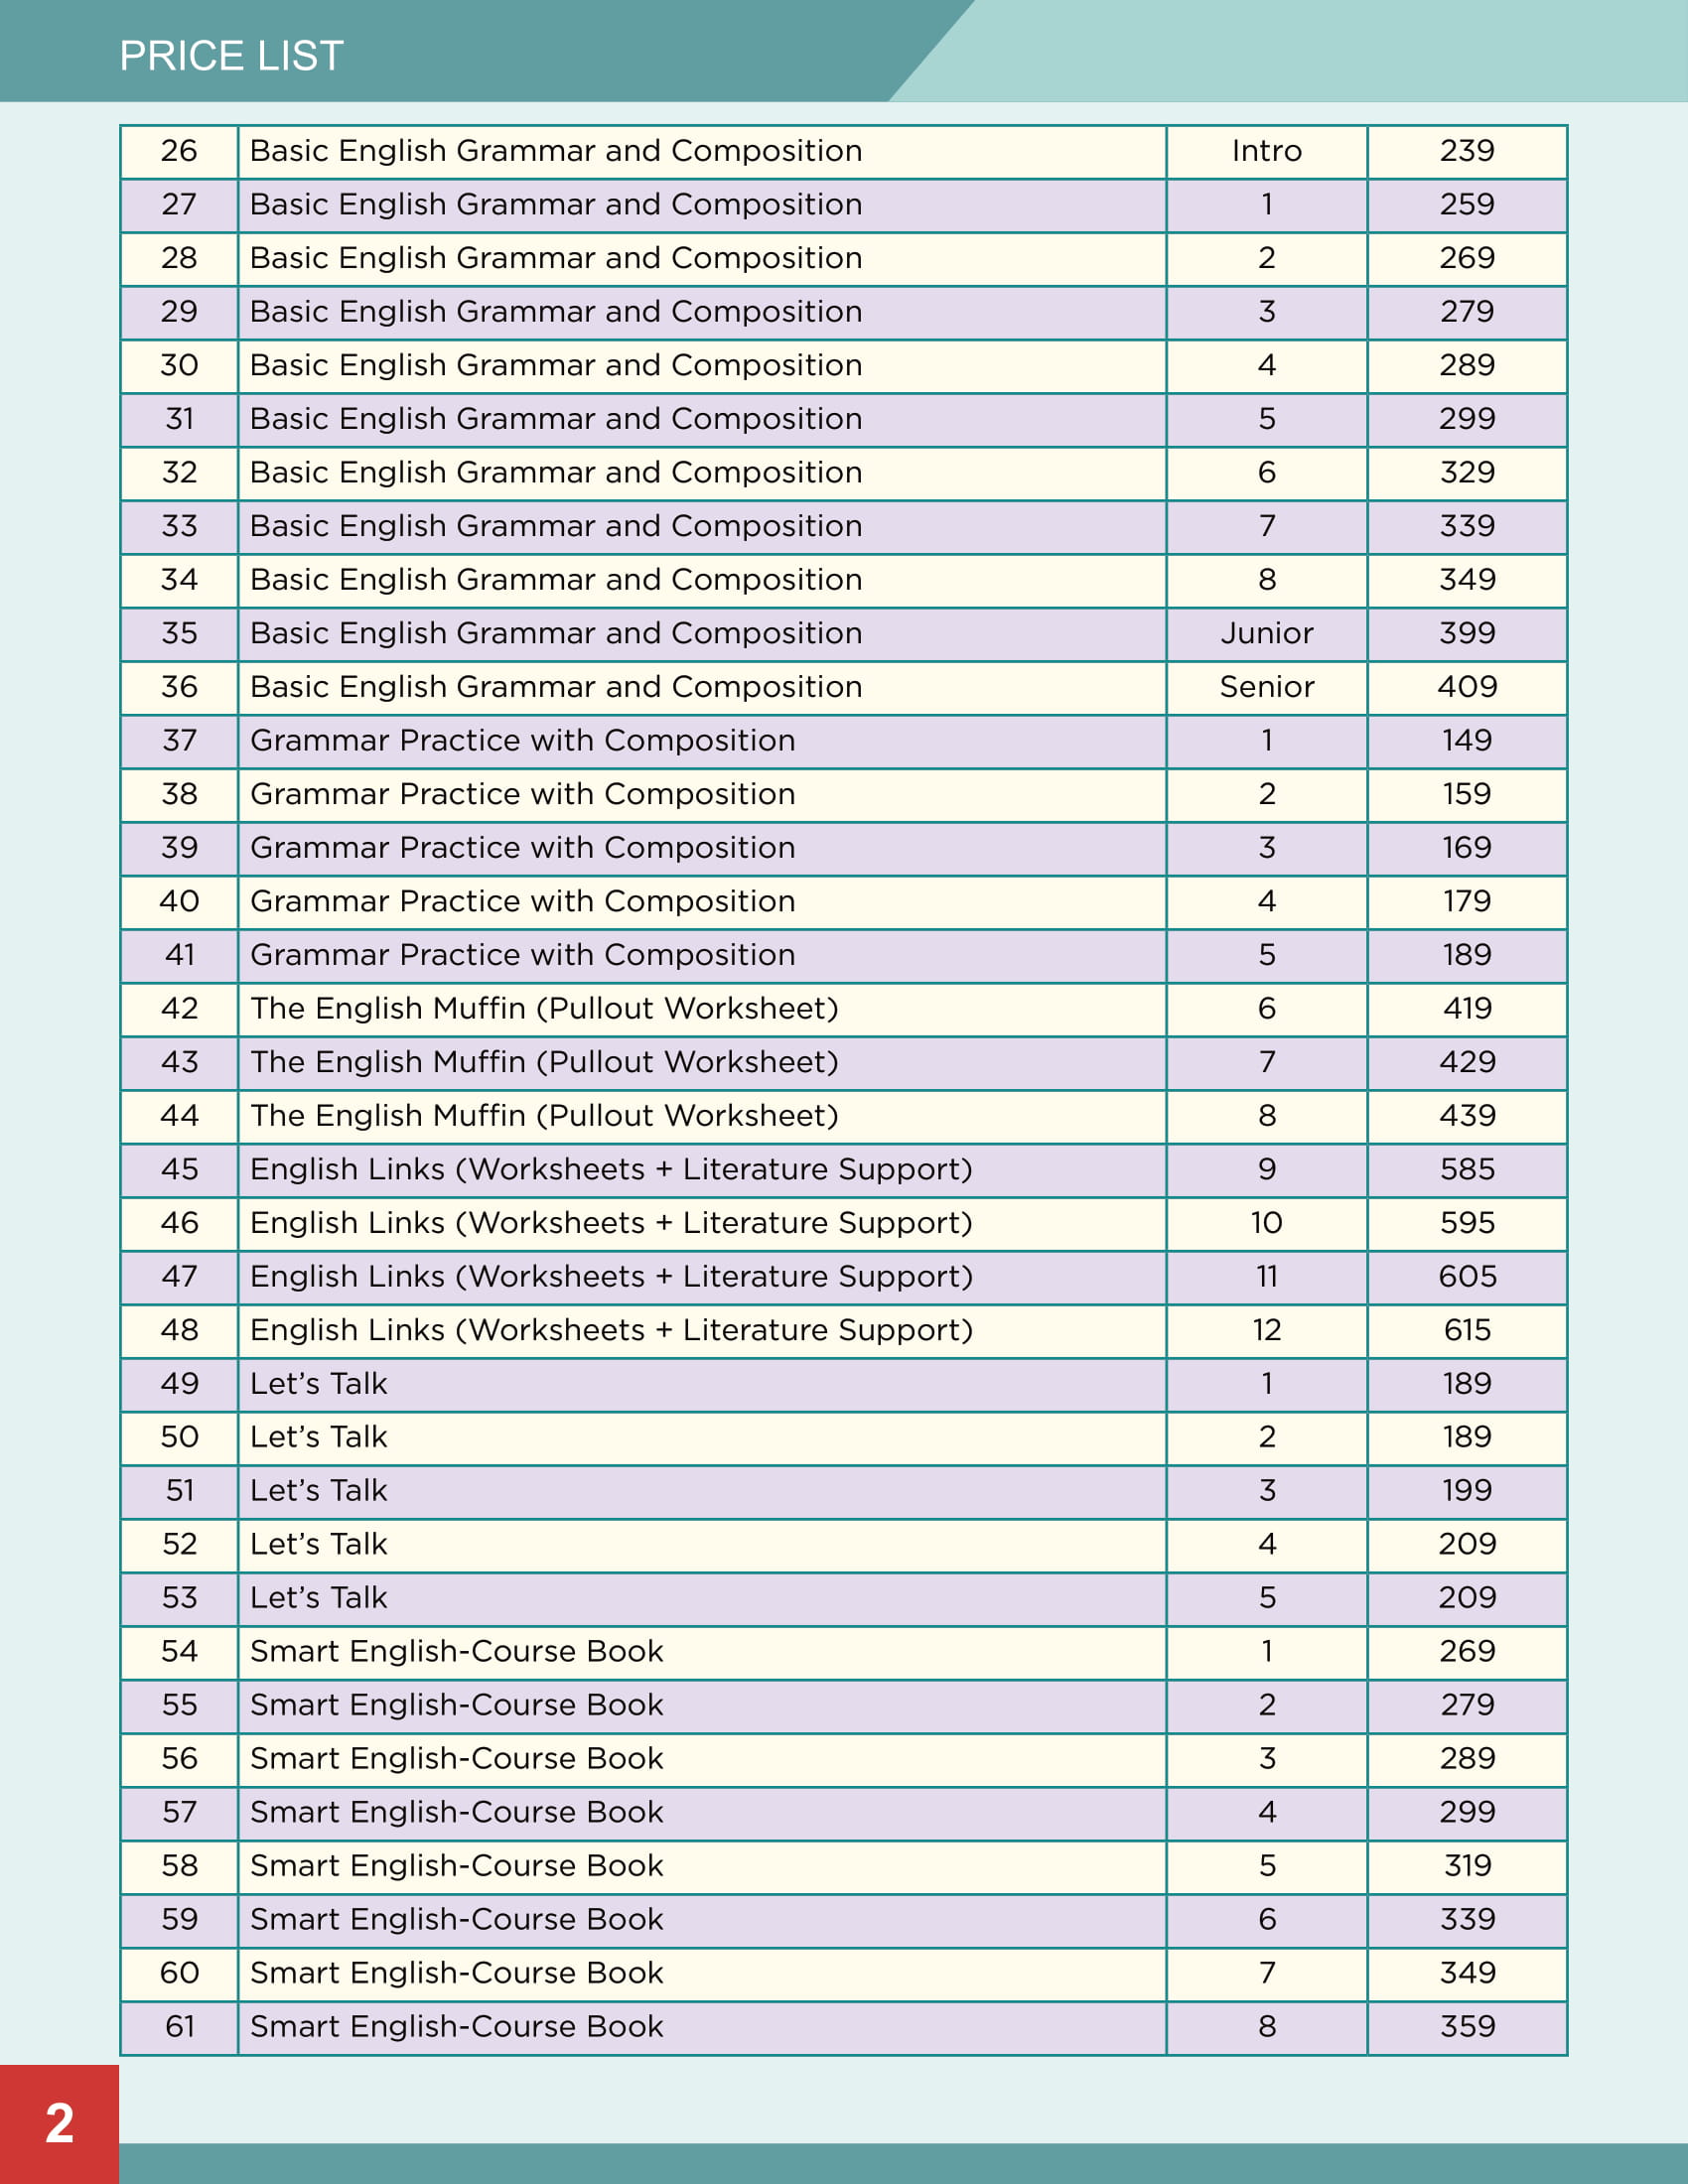 PRICE LIST
26 Basic English Grammar and Composition Intro 239
27 Basic English Grammar and Composition 1 259
28 Basic English Grammar and Composition 2 269
29 Basic English Grammar and Composition 3 279
30 Basic English Grammar and Composition 4 289
31 Basic English Grammar and Composition 5 299
32 Basic English Grammar and Composition 6 329
33 Basic English Grammar and Composition 7 339
34 Basic English Grammar and Composition 8 349
35 Basic English Grammar and Composition Junior 399
36 Basic English Grammar and Composition Senior 409
37 Grammar Practice with Composition 1 149
38 Grammar Practice with Composition 2 159
39 Grammar Practice with Composition 3 169
40 Grammar Practice with Composition 4 179
41 Grammar Practice with Composition 5 189
42 The English Muffin (Pullout Worksheet) 6 419
43 The English Muffin (Pullout Worksheet) 7 429
44 The English Muffin (Pullout Worksheet) 8 439
45 English Links (Worksheets + Literature Support) 9 585
46 English Links (Worksheets + Literature Support) 10 595
47 English Links (Worksheets + Literature Support) 11 605
48 English Links (Worksheets + Literature Support) 12 615
49 Let’s Talk 1 189
50 Let’s Talk 2 189
51 Let’s Talk 3 199
52 Let’s Talk 4 209
53 Let’s Talk 5 209
54 Smart English-Course Book 1 269
55 Smart English-Course Book 2 279
56 Smart English-Course Book 3 289
57 Smart English-Course Book 4 299
58 Smart English-Course Book 5 319
59 Smart English-Course Book 6 339
60 Smart English-Course Book 7 349
61 Smart English-Course Book 8 359
2